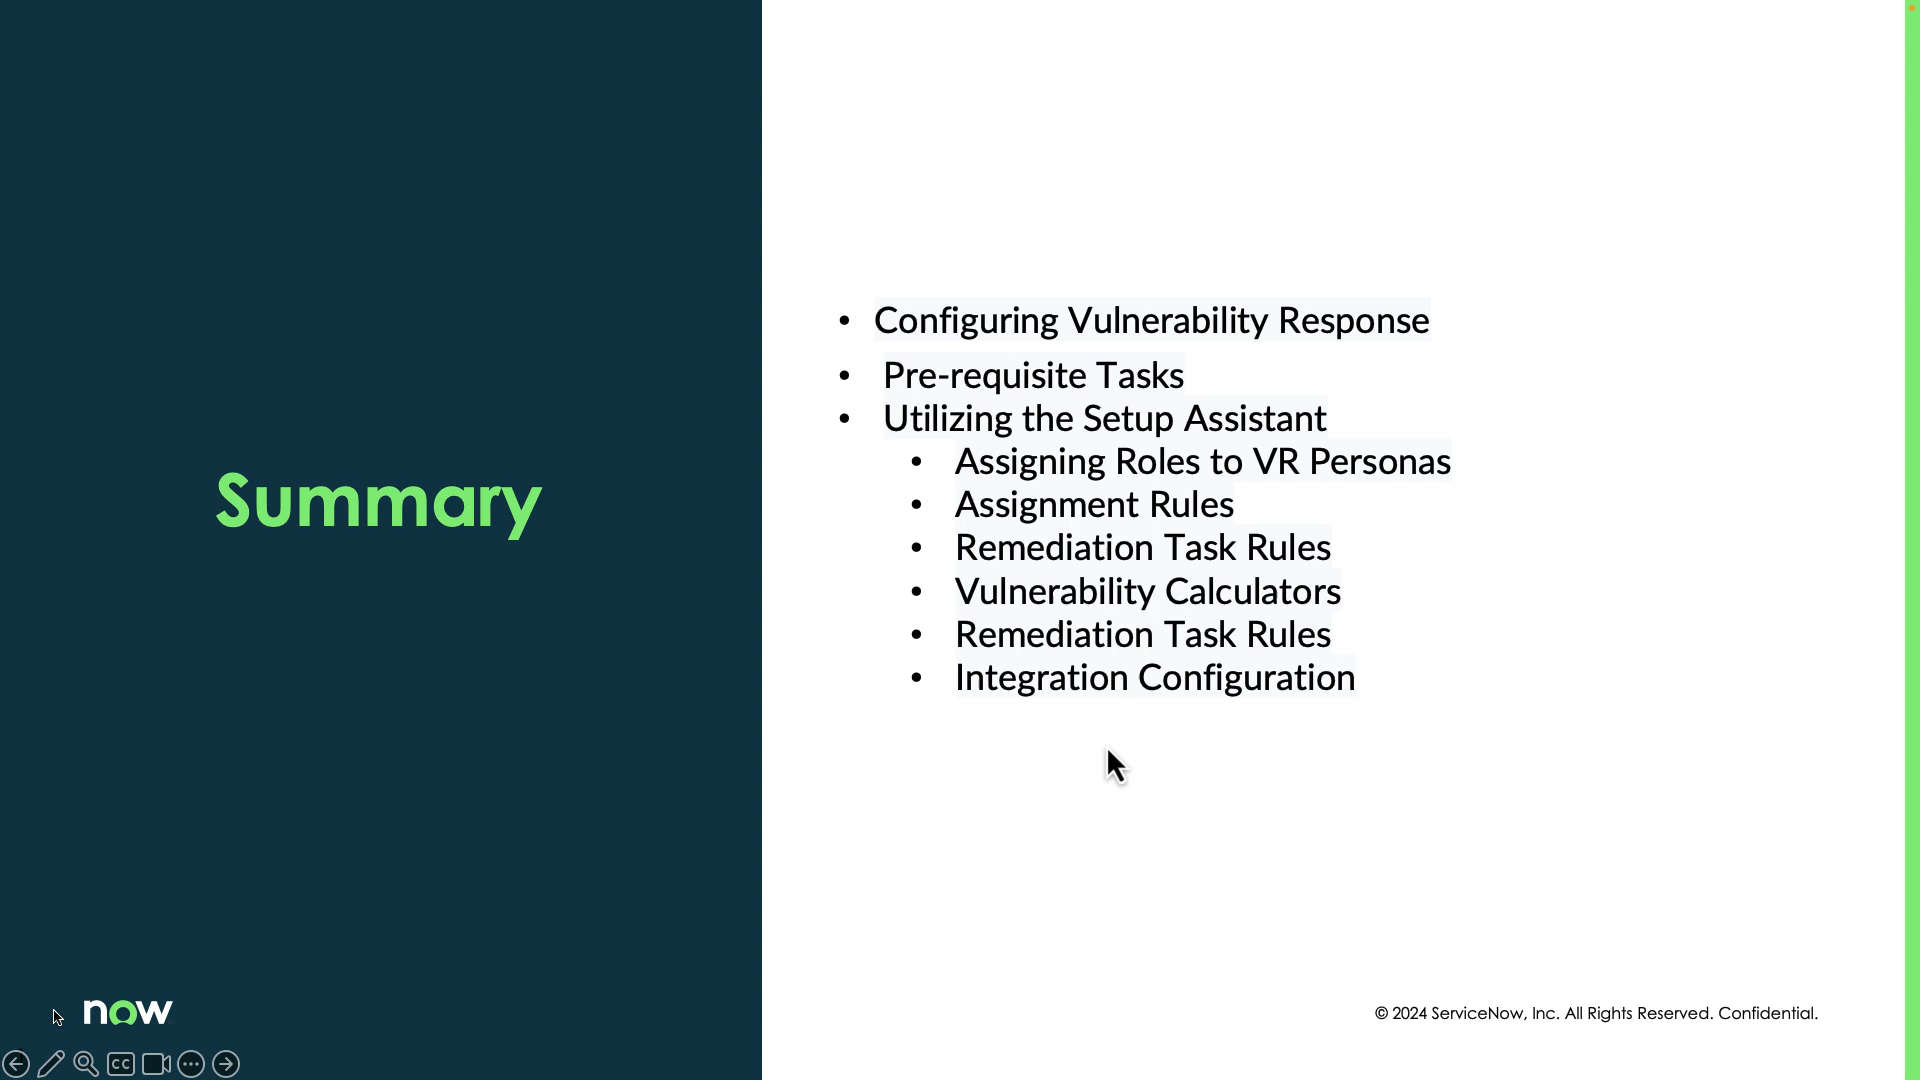 Summary
• Configuring Vulnerability Response
• Pre-requisite Tasks
• Utilizing the Setup Assistant
• Assigning Roles to VR Personas
• Assignment Rules
• Remediation Task Rules
• Vulnerability Calculators
• Remediation Task Rules
• Integration Configuration
now
© 2024 ServiceNow, Inc. All Rights Reserved. Confidential.
CC